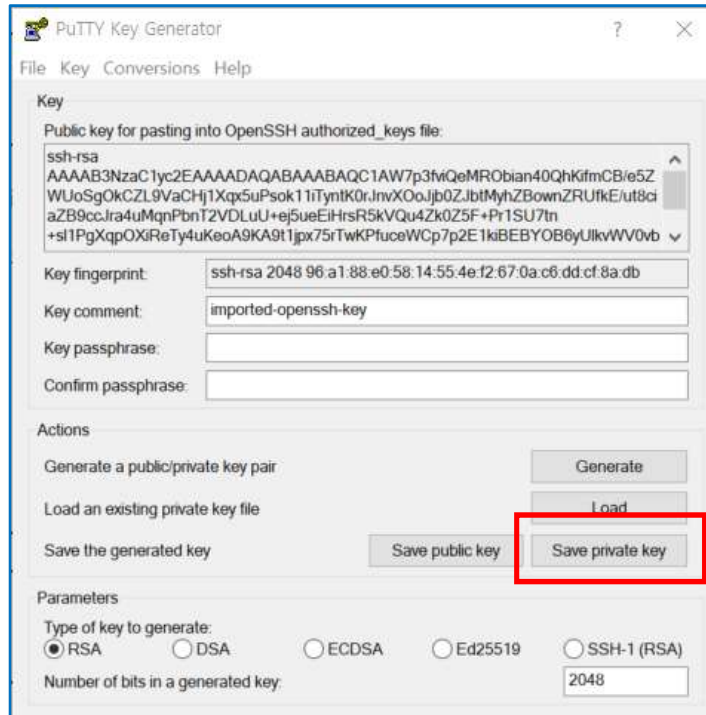 PuTTY Key Generator
? ×
File Key Conversions Help
Key
Public key for pasting into OpenSSH authorized_keys file:
ssh-rsa
AAAAB3NzaC1yc2EAAAADAQABAAABAQC1AW7p3fviQeMRObian40QhKifmCB/e5Z
WUoSgOkCZL9VaCHj1Xqx5uPsok11iTyntK0rJnvXOoJjb0ZJbtMyhZBownZRUfkE/ut8ci
aZB9ccJra4uMqnPbnT2VDLuU+ej5ueEiHrsR5kVQu4Zk0Z5F+Pr1SU7tn
+sI1PgXqpOXiReTy4uKeoA9KA9t1jpx75rTwKPfuceWCp7p2E1kiBEBYOB6yUlkvWV0vb
Key fingerprint: ssh-rsa 2048 96:a1:88:e0:58:14:55:4e:f2:67:0a:c6:dd:cf:8a:db
Key comment: imported-openssh-key
Key passphrase:
Confirm passphrase:
Actions
Generate a public/private key pair Generate
Load an existing private key file Load
Save the generated key Save public key Save private key
Parameters
Type of key to generate:
RSA DSA ECDSA Ed25519 SSH-1 (RSA)
Number of bits in a generated key: 2048